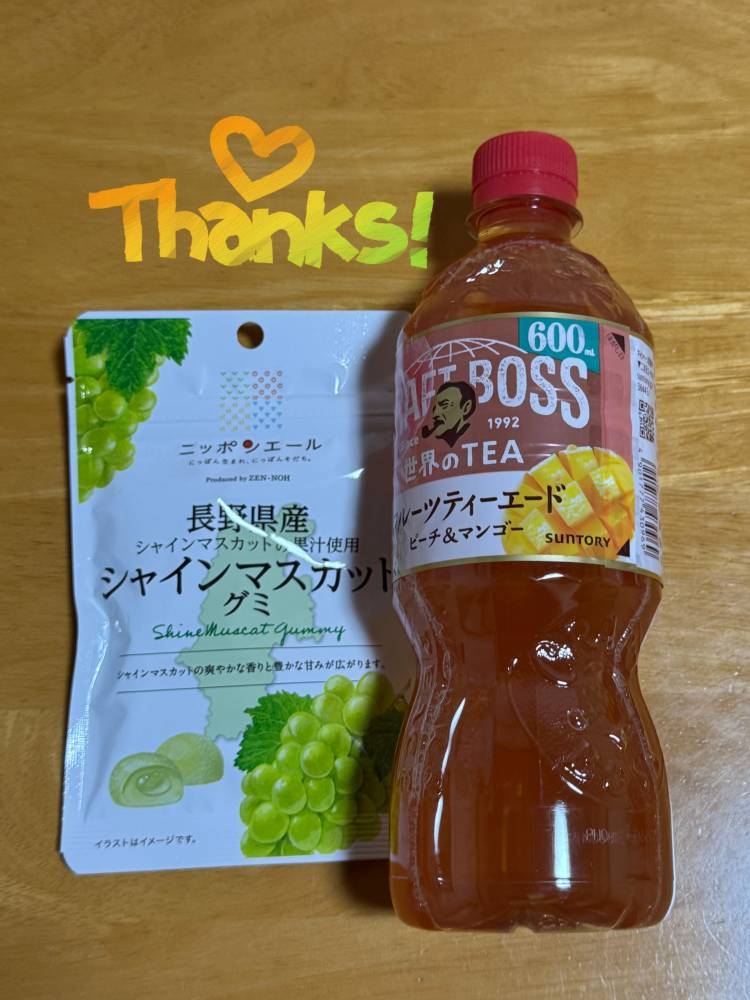 Thanks!
ニッポンエール
にっぽん生まれ、にっぽんそだち。
Produced by ZEN-NOH
長野県産
シャインマスカットの果汁使用
シャインマスカット
グミ
Shine Muscat Gummy
シャインマスカットの爽やかな香りと豊かな甘みが広がります。
イラストはイメージです。
600ml
RAFT BOSS
since 1992
世界のTEA
フルーツティーエード
ピーチ&マンゴー
SUNTORY